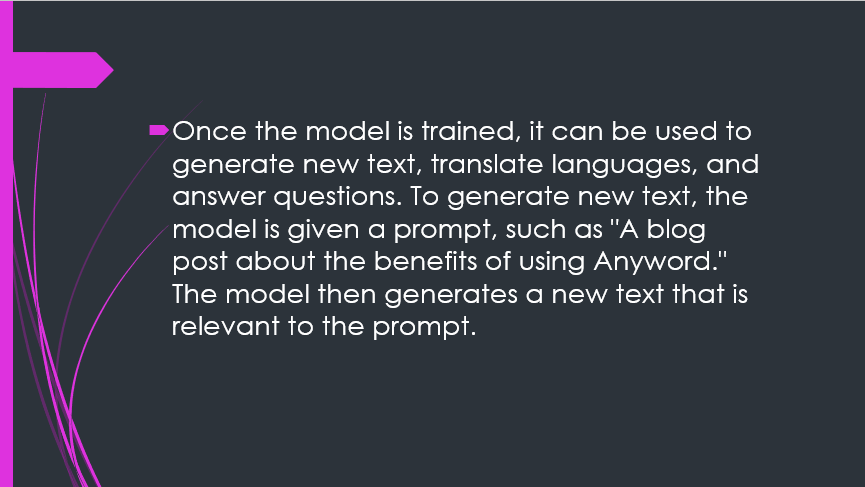 Once the model is trained, it can be used to
generate new text, translate languages, and
answer questions. To generate new text, the
model is given a prompt, such as "A blog
post about the benefits of using Anyword."
The model then generates a new text that is
relevant to the prompt.